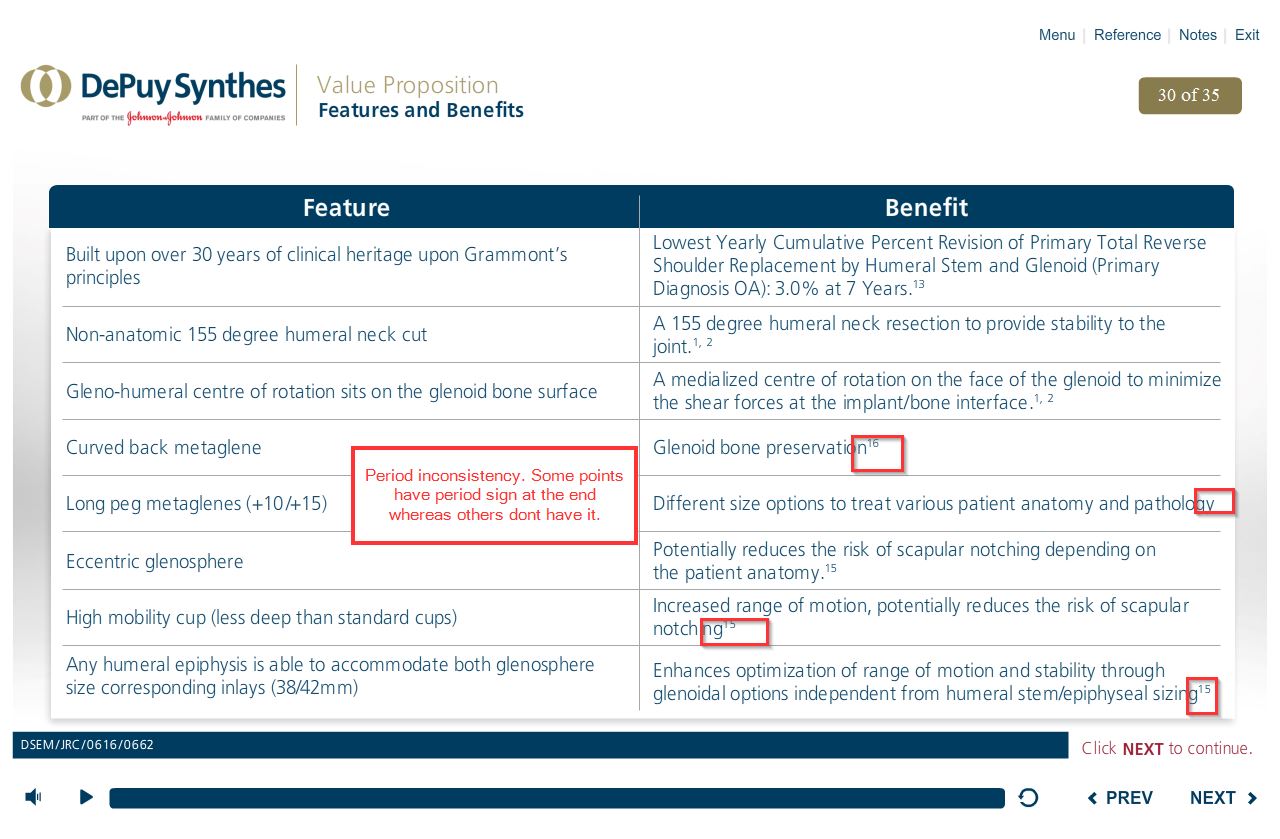 Menu | Reference | Notes | Exit
DePuy Synthes
PART OF THE Johnson & Johnson FAMILY OF COMPANIES
Value Proposition
Features and Benefits
30 of 35
Feature
Benefit
Built upon over 30 years of clinical heritage upon Grammont’s
principles
Lowest Yearly Cumulative Percent Revision of Primary Total Reverse
Shoulder Replacement by Humeral Stem and Glenoid (Primary
Diagnosis OA): 3.0% at 7 Years.13
Non-anatomic 155 degree humeral neck cut
A 155 degree humeral neck resection to provide stability to the
joint.1, 2
Gleno-humeral centre of rotation sits on the glenoid bone surface
A medialized centre of rotation on the face of the glenoid to minimize
the shear forces at the implant/bone interface.1, 2
Curved back metaglene
Glenoid bone preservation16
Period inconsistency. Some points
have period sign at the end
whereas others dont have it.
Long peg metaglenes (+10/+15)
Different size options to treat various patient anatomy and pathology
Eccentric glenosphere
Potentially reduces the risk of scapular notching depending on
the patient anatomy.15
High mobility cup (less deep than standard cups)
Increased range of motion, potentially reduces the risk of scapular
notching15
Any humeral epiphysis is able to accommodate both glenosphere
size corresponding inlays (38/42mm)
Enhances optimization of range of motion and stability through
glenoidal options independent from humeral stem/epiphyseal sizing15
DSEM/JRC/0616/0662
Click NEXT to continue.
PREV
NEXT